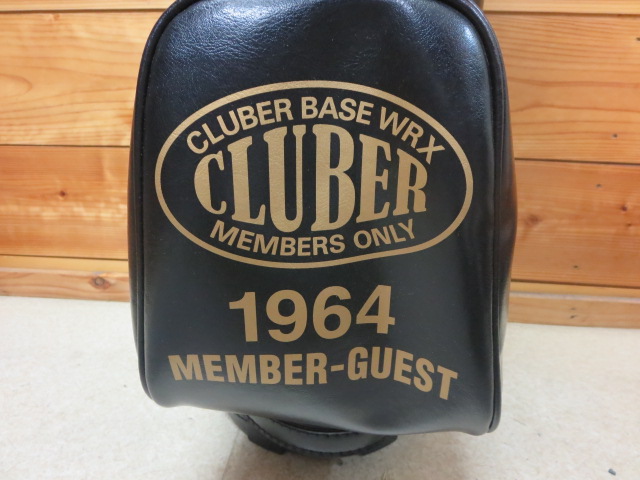 CLUBER BASE WRX
CLUBER
MEMBERS ONLY
1964
MEMBER-GUEST